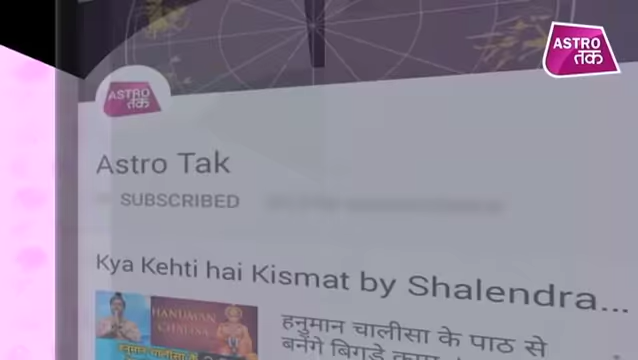 ASTRO
तक
ASTRO
तक
Astro Tak
SUBSCRIBED
Kya Kehti hai Kismat by Shalendra...
HANUMAN
CHALISA
हनुमान चालीसा के पाठ से
बनेंगे बिगड़े काम